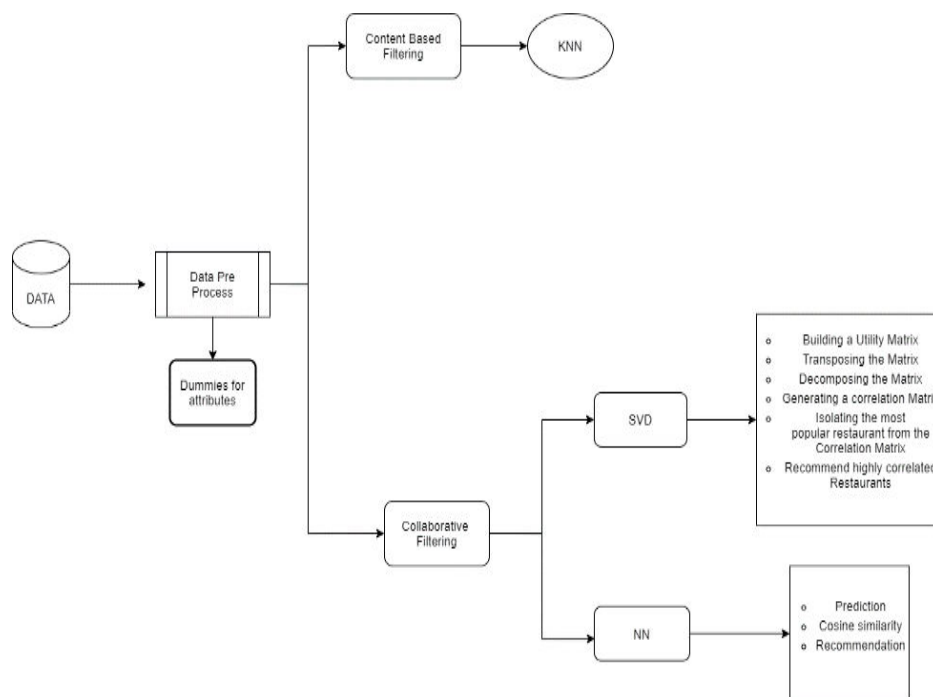 Content Based
Filtering
KNN
DATA
Data Pre
Process
Dummies for
attributes
Collaborative
Filtering
SVD
Building a Utility Matrix
Transposing the Matrix
Decomposing the Matrix
Generating a correlation Matri
Isolating the most
popular restaurant from the
Correlation Matrix
Recommend highly correlated
Restaurants
NN
Prediction
Cosine similarity
Recommendation